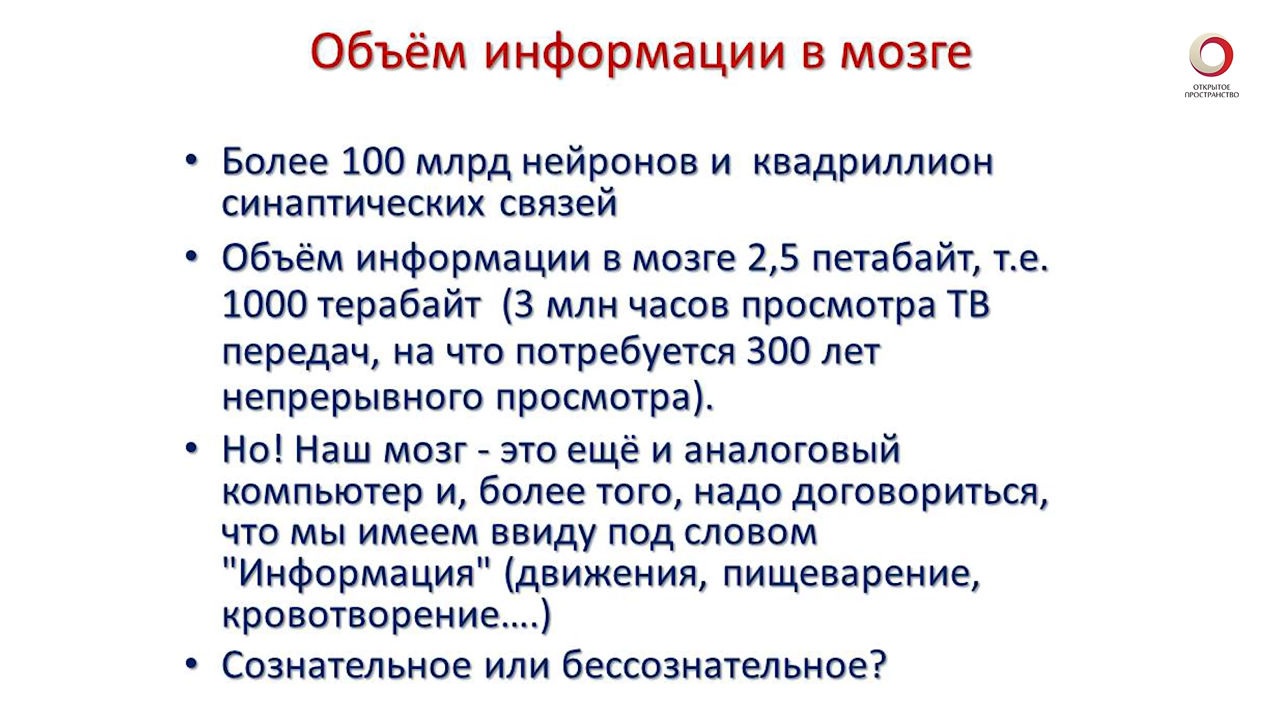 Объём информации в мозге
ОТКРЫТОЕ
ПРОСТРАНСТВО
• Более 100 млрд нейронов и квадриллион
синаптических связей
• Объём информации в мозге 2,5 петабайт, т.е.
1000 терабайт (3 млн часов просмотра ТВ
передач, на что потребуется 300 лет
непрерывного просмотра).
• Но! Наш мозг - это ещё и аналоговый
компьютер и, более того, надо договориться,
что мы имеем ввиду под словом
"Информация" (движения, пищеварение,
кровотворение….)
• Сознательное или бессознательное?